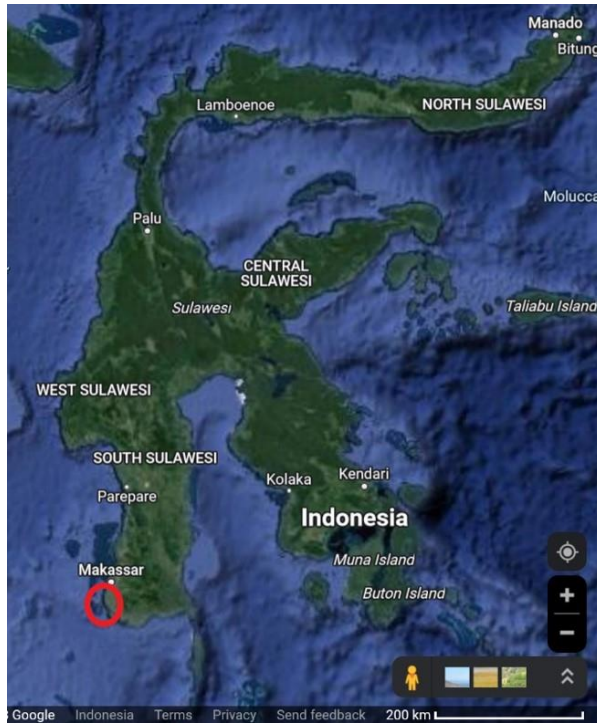 Manado
Bitung
Lamboenoe
NORTH SULAWESI
Molucca
Palu
CENTRAL
SULAWESI
Sulawesi
Taliabu Island
WEST SULAWESI
SOUTH SULAWESI
Parepare
Kolaka
Kendari
Indonesia
Makassar
Muna Island
Buton Island
Google Indonesia Terms Privacy Send feedback 200 km